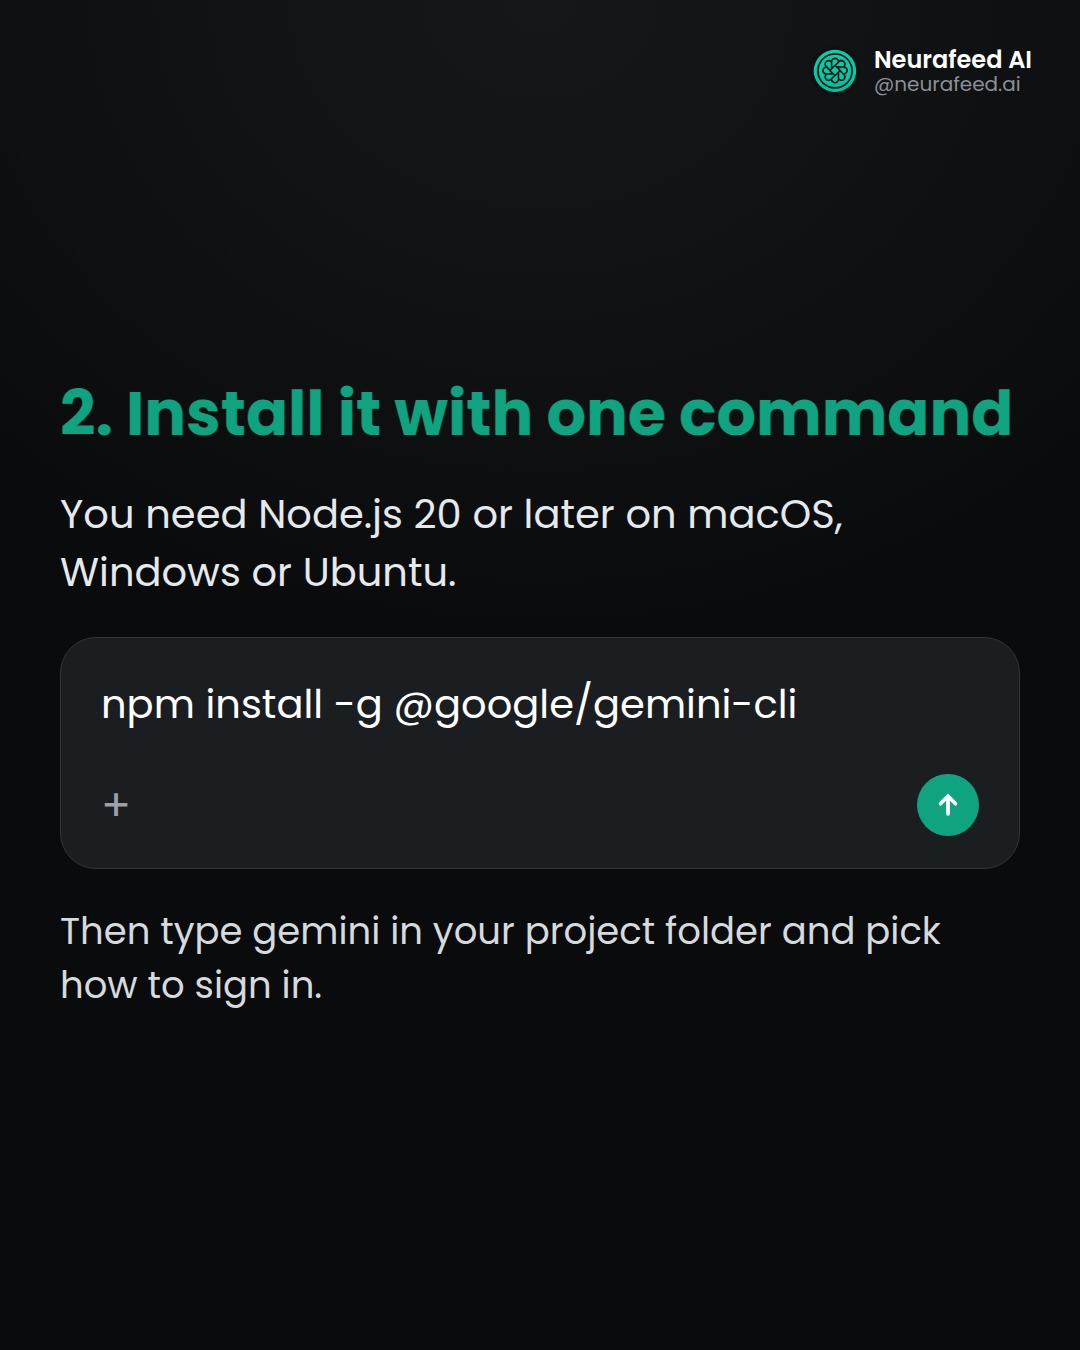 Neurafeed AI
@neurafeed.ai
2. Install it with one command
You need Node.js 20 or later on macOS,
Windows or Ubuntu.
npm install -g @google/gemini-cli
+
Then type gemini in your project folder and pick
how to sign in.